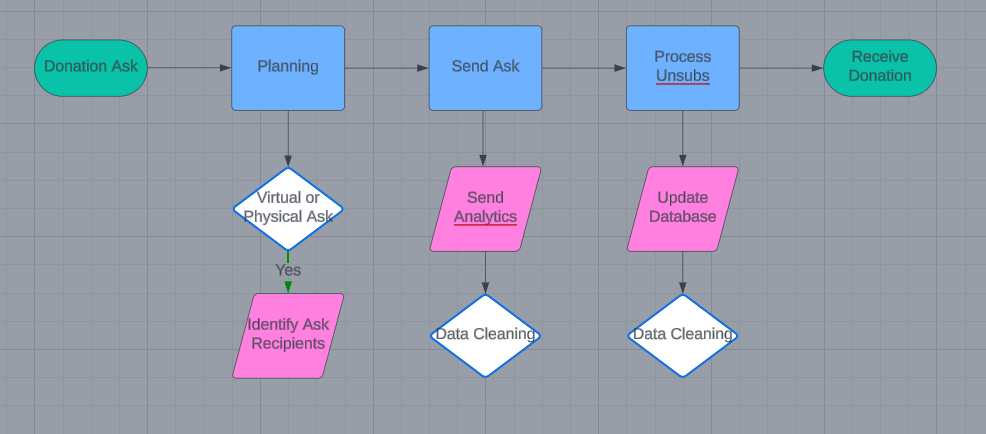 Donation Ask
Planning
Send Ask
Process
Unsubs
Receive
Donation
Virtual or
Physical Ask
Send
Analytics
Update
Database
Yes
Identify Ask
Recipients
Data Cleaning
Data Cleaning